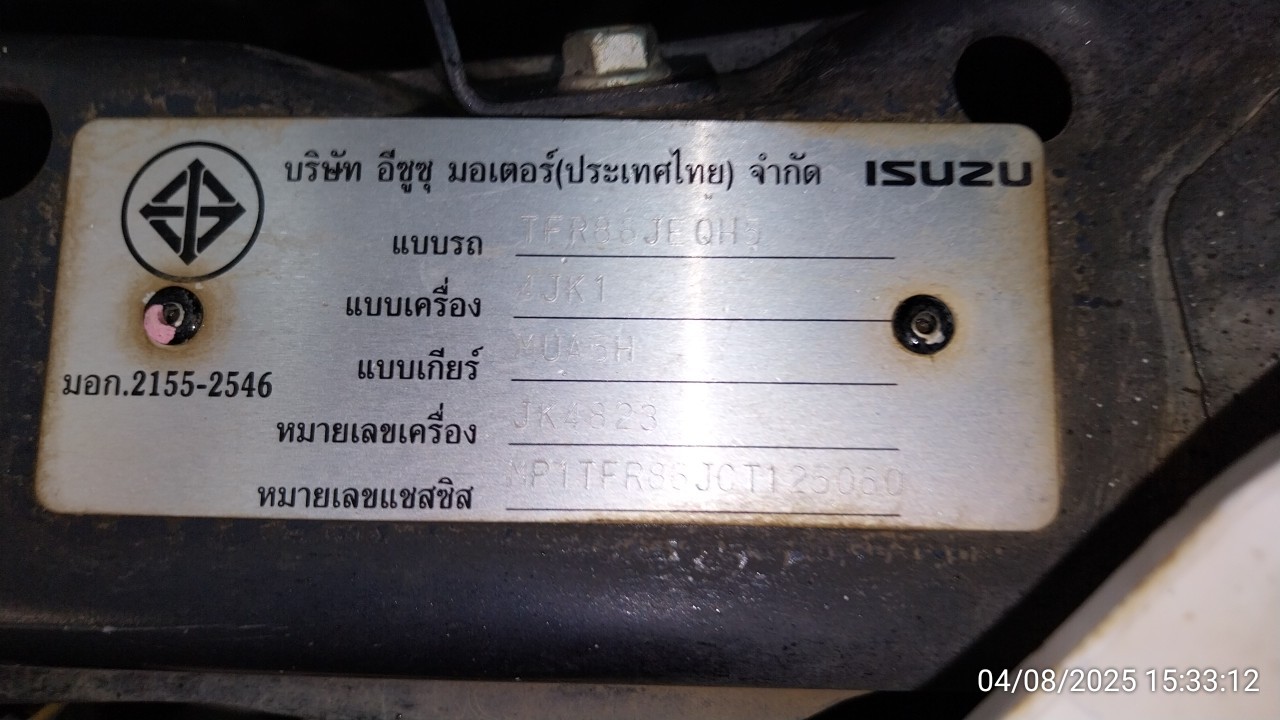 บริษัท อีซูซุ มอเตอร์(ประเทศไทย) จำกัด ISUZU
แบบรถ TFR86JEQH5
แบบเครื่อง 4JK1
แบบเกียร์ MUA5H
มอก.2155-2546
หมายเลขเครื่อง JK4823
หมายเลขแชสซิส
04/08/2025 15:33:12